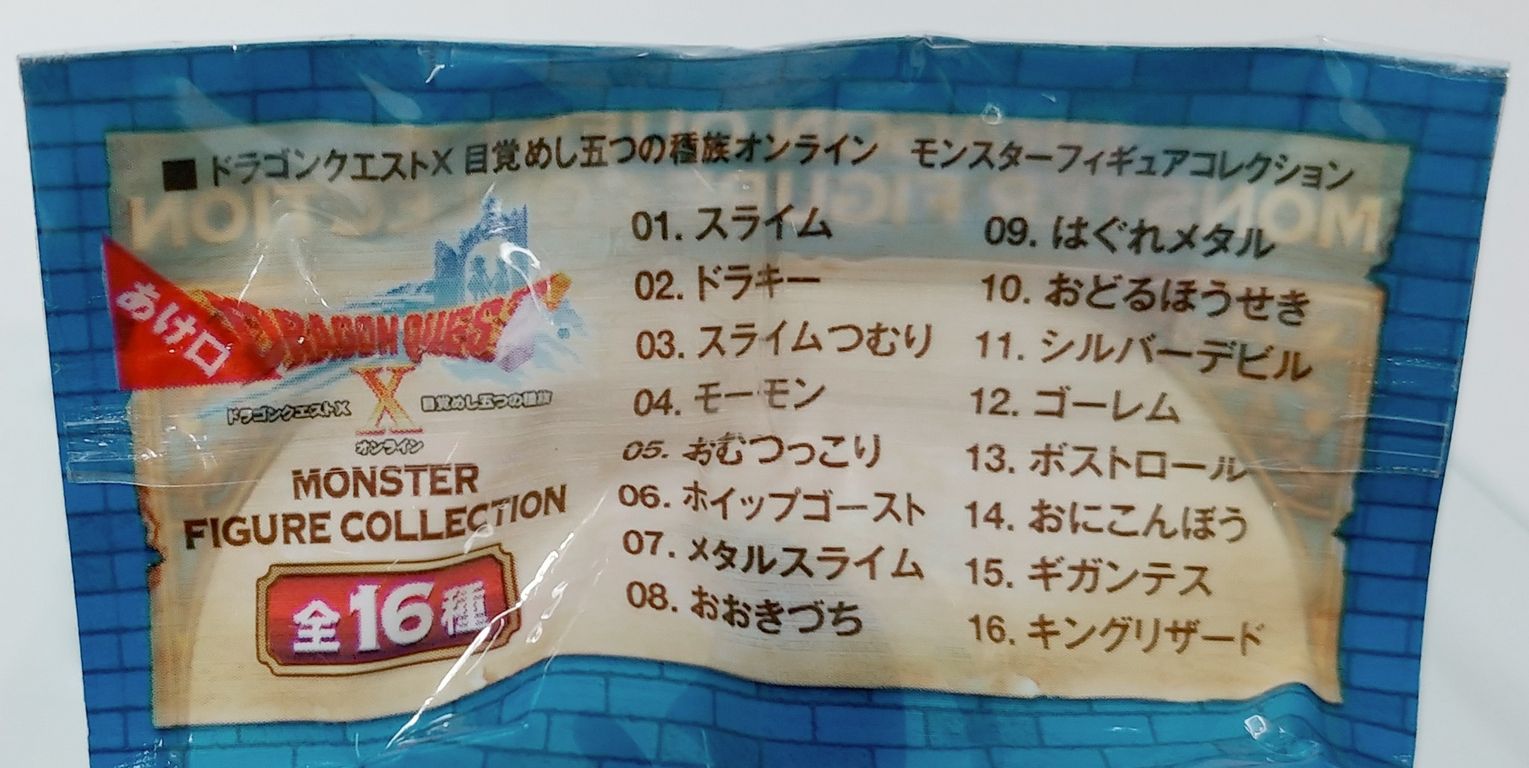 ■ドラゴンクエストX 目覚めし五つの種族オンライン　モンスターフィギュアコレクション
あけ口
DRAGON QUEST
X
ドラゴンクエストX 目覚めし五つの種族
オンライン
MONSTER
FIGURE COLLECTION
全16種
01. スライム
02. ドラキー
03. スライムつむり
04. モーモン
05. おむつっこり
06. ホイップゴースト
07. メタルスライム
08. おおきづち
09. はぐれメタル
10. おどるほうせき
11. シルバーデビル
12. ゴーレム
13. ボストロール
14. おにこんぼう
15. ギガンテス
16. キングリザード